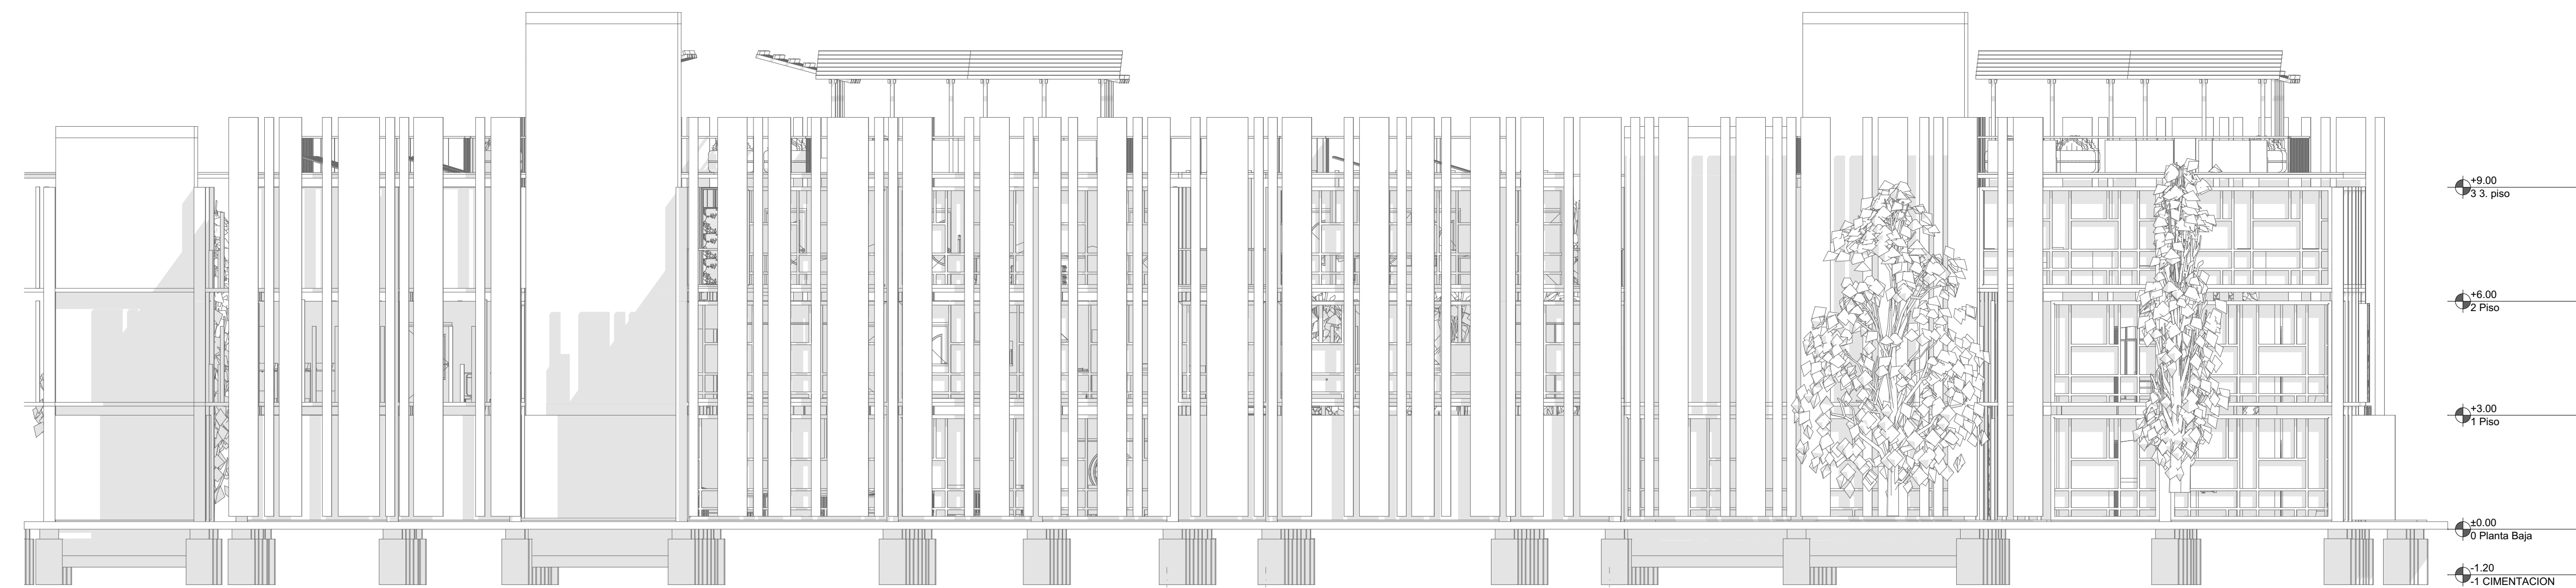 +9.00
3 3. piso
+6.00
2 Piso
+3.00
1 Piso
±0.00
0 Planta Baja
-1.20
-1 CIMENTACION